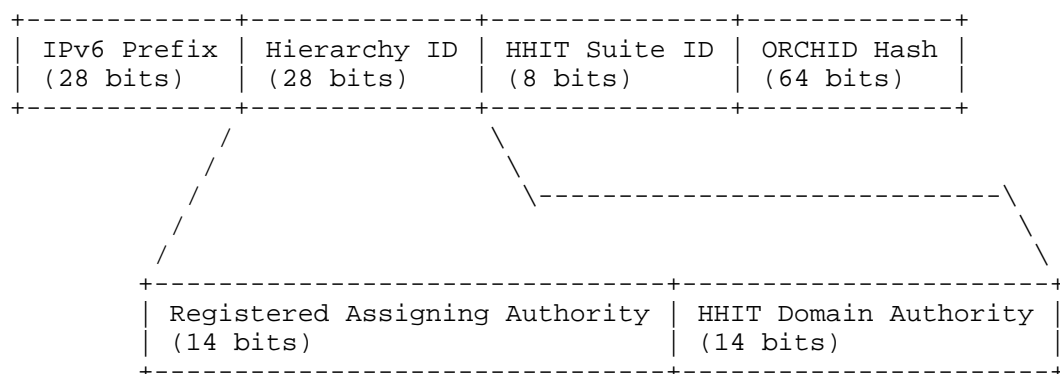 IPv6 Prefix | Hierarchy ID | HHIT Suite ID | ORCHID Hash
(28 bits) | (28 bits) | (8 bits) | (64 bits)
Registered Assigning Authority | HHIT Domain Authority
(14 bits) | (14 bits)